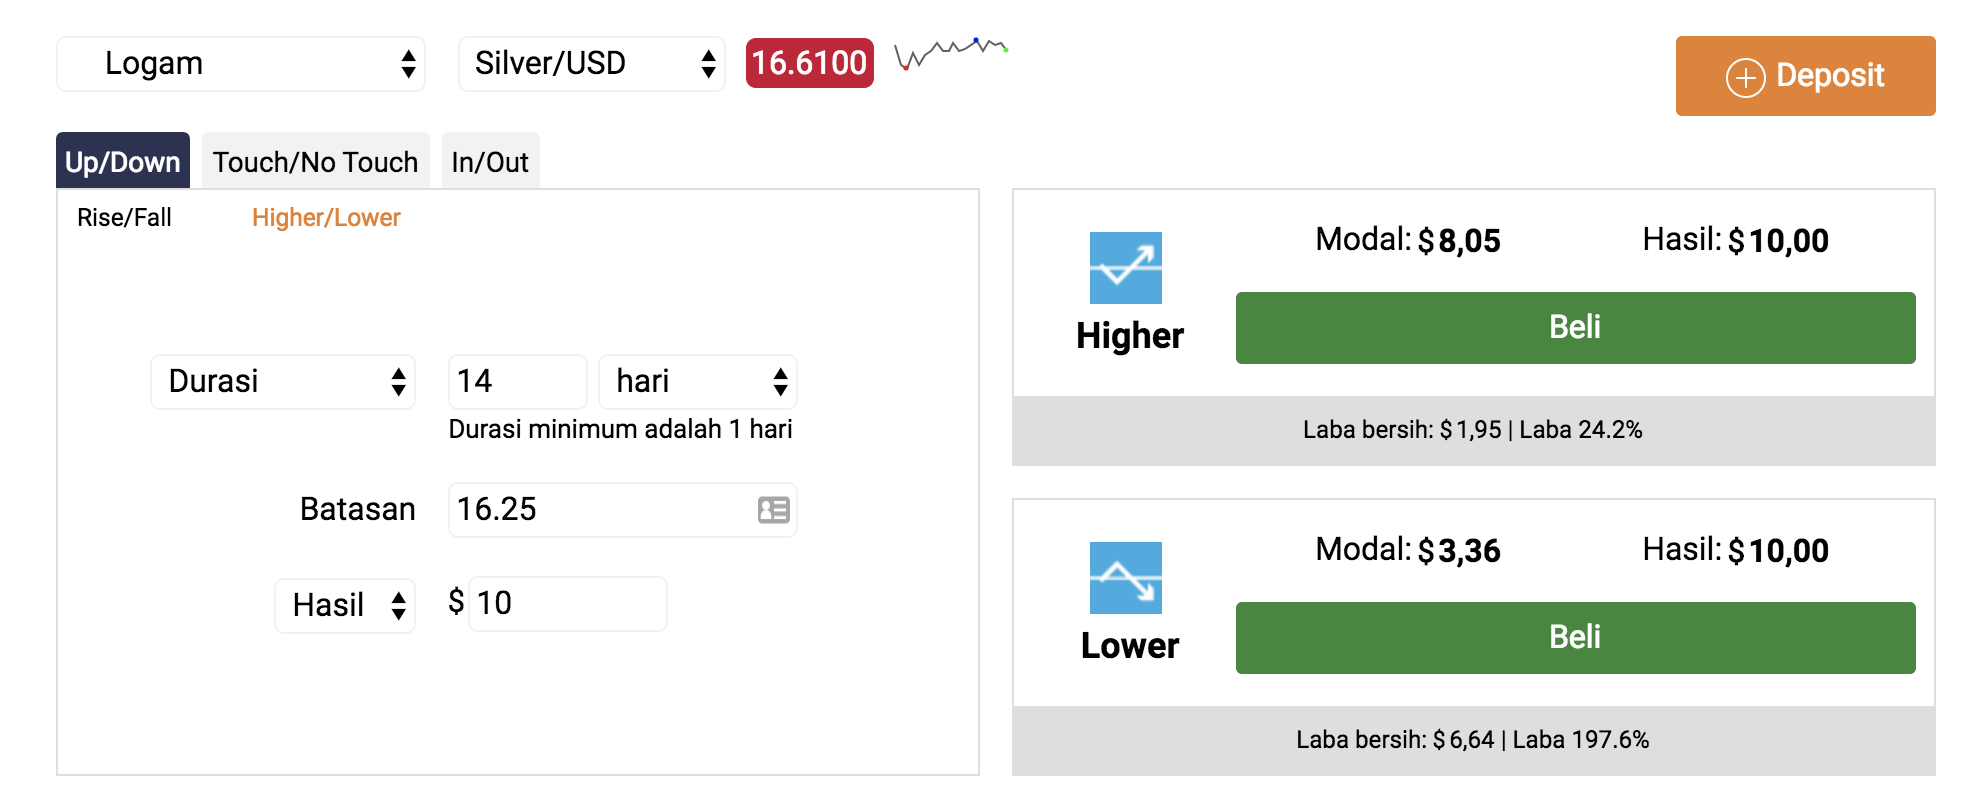 Logam
Silver/USD
16.6100
Deposit
Up/Down
Touch/No Touch
In/Out
Rise/Fall
Higher/Lower
Durasi
14
hari
Durasi minimum adalah 1 hari
Batasan
16.25
Hasil
$ 10
Modal: $8,05
Hasil: $10,00
Higher
Beli
Laba bersih: $1,95 | Laba 24.2%
Modal: $3,36
Hasil: $10,00
Lower
Beli
Laba bersih: $6,64 | Laba 197.6%